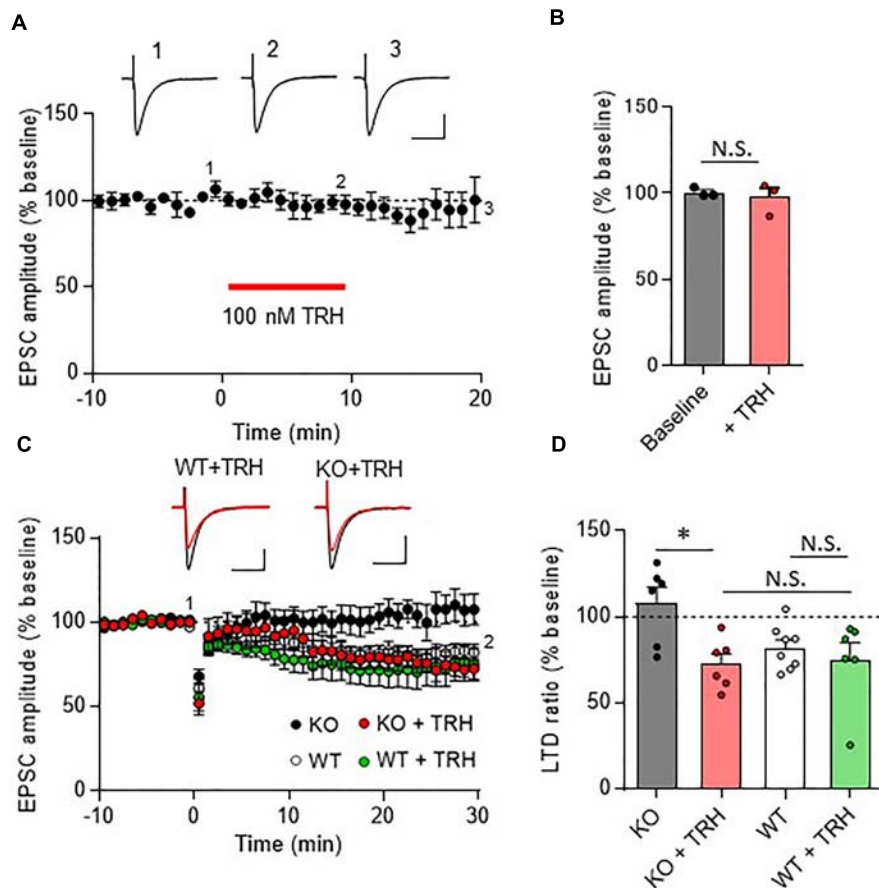 A
1 2 3
EPSC amplitude (% baseline)
150
100
50
0
1
2
3
100 nM TRH
-10 0 10 20
Time (min)
B
EPSC amplitude (% baseline)
150
100
50
0
N.S.
Baseline
+ TRH
C
WT+TRH KO+TRH
EPSC amplitude (% baseline)
150
100
50
0
1
2
KO KO + TRH
WT WT + TRH
-10 0 10 20 30
Time (min)
D
LTD ratio (% baseline)
150
100
50
0
*
N.S.
N.S.
KO
KO + TRH
WT
WT + TRH